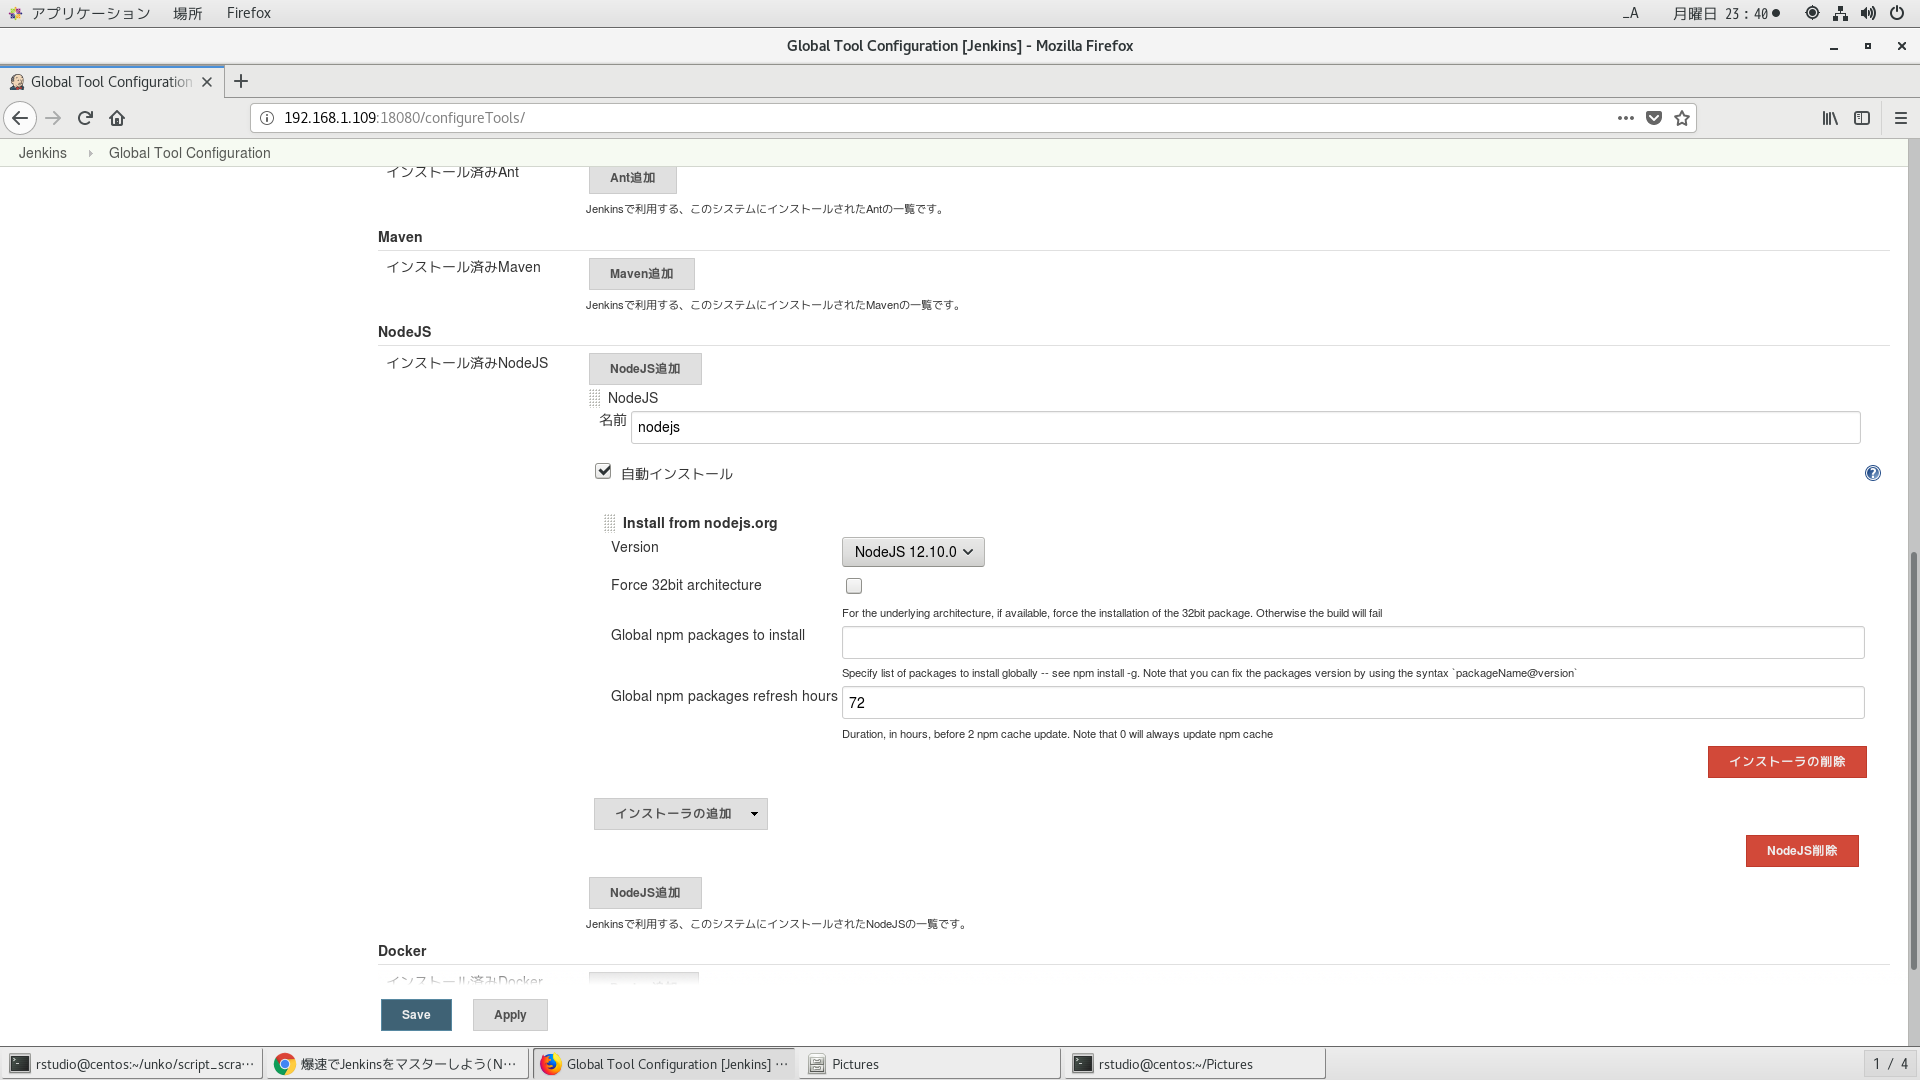 アプリケーション 場所 Firefox _A 月曜日 23:40
Global Tool Configuration [Jenkins] - Mozilla Firefox
Global Tool Configuration
192.168.1.109:18080/configureTools/
Jenkins Global Tool Configuration
インストール済みAnt Ant追加
Jenkinsで利用する、このシステムにインストールされたAntの一覧です。
Maven
インストール済みMaven Maven追加
Jenkinsで利用する、このシステムにインストールされたMavenの一覧です。
NodeJS
インストール済みNodeJS NodeJS追加
NodeJS
名前 nodejs
自動インストール
Install from nodejs.org
Version NodeJS 12.10.0
Force 32bit architecture
For the underlying architecture, if available, force the installation of the 32bit package. Otherwise the build will fail
Global npm packages to install
Specify list of packages to install globally -- see npm install -g. Note that you can fix the packages version by using the syntax `packageName@version`
Global npm packages refresh hours 72
Duration, in hours, before 2 npm cache update. Note that 0 will always update npm cache
インストーラの削除
インストーラの追加
NodeJS削除
NodeJS追加
Jenkinsで利用する、このシステムにインストールされたNodeJSの一覧です。
Docker
インストール済みDocker
Save Apply
rstudio@centos:~/unko/script_scra… 爆速でJenkinsをマスターしよう(N… Global Tool Configuration [Jenkins] … Pictures rstudio@centos:~/Pictures 1 / 4